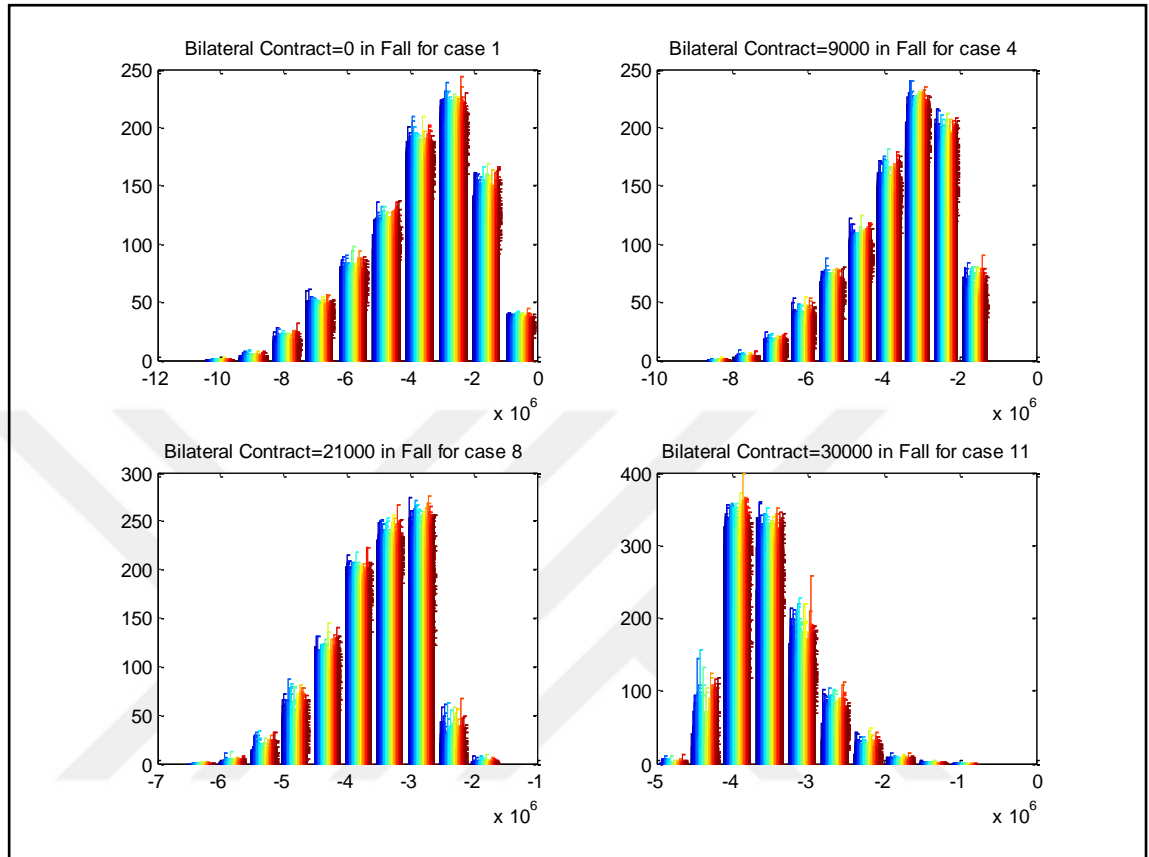 Bilateral Contract=0 in Fall for case 1
250
200
150
100
50
0
-12 -10 -8 -6 -4 -2 0
x 10^6
Bilateral Contract=9000 in Fall for case 4
250
200
150
100
50
0
-10 -8 -6 -4 -2 0
x 10^6
Bilateral Contract=21000 in Fall for case 8
300
250
200
150
100
50
0
-7 -6 -5 -4 -3 -2 -1
x 10^6
Bilateral Contract=30000 in Fall for case 11
400
300
200
100
0
-5 -4 -3 -2 -1 0
x 10^6